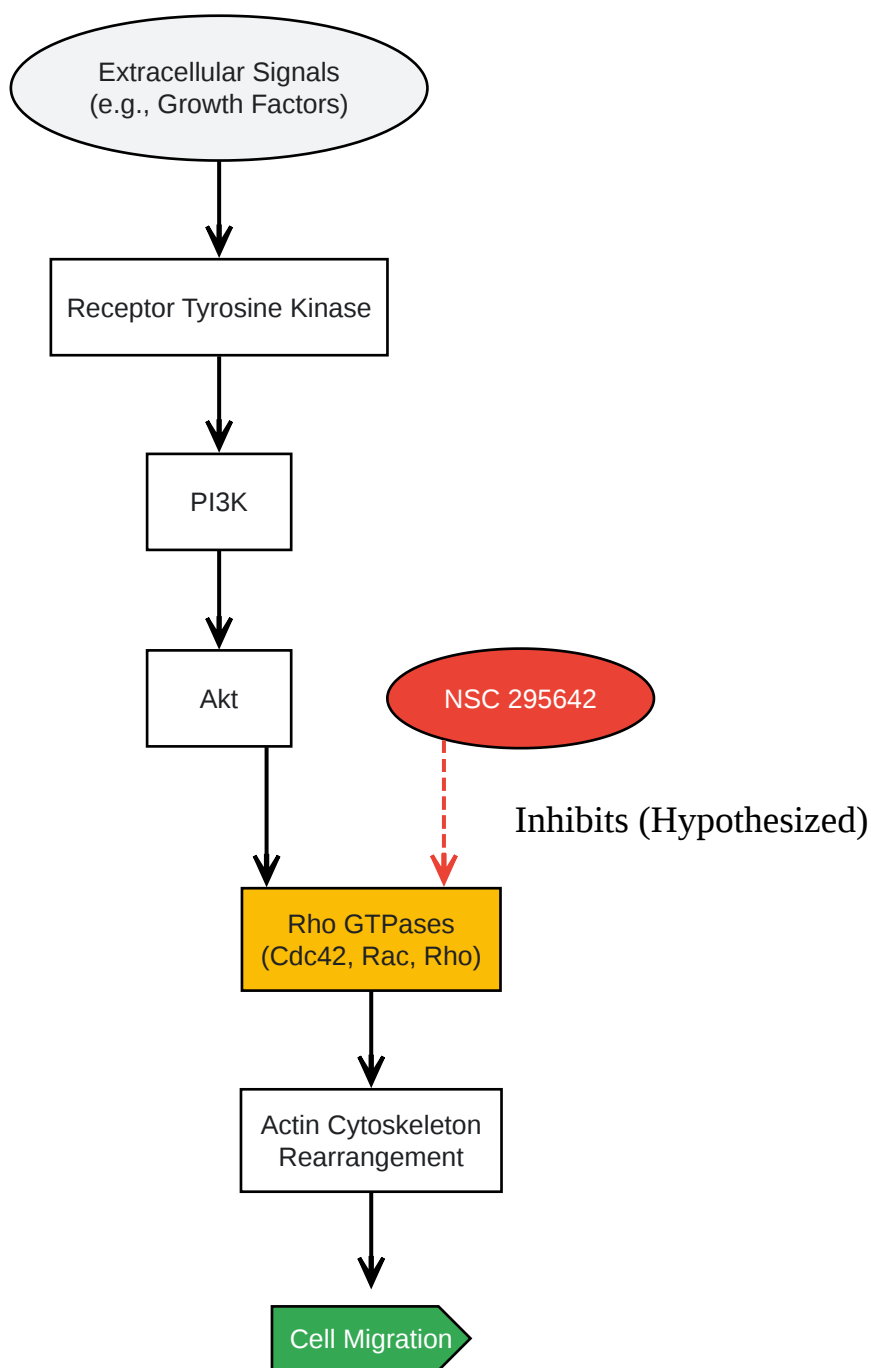 Extracellular Signals
(e.g., Growth Factors)
Receptor Tyrosine Kinase
PI3K
Akt
NSC 295642
Inhibits (Hypothesized)
Rho GTPases
(Cdc42, Rac, Rho)
Actin Cytoskeleton
Rearrangement
Cell Migration